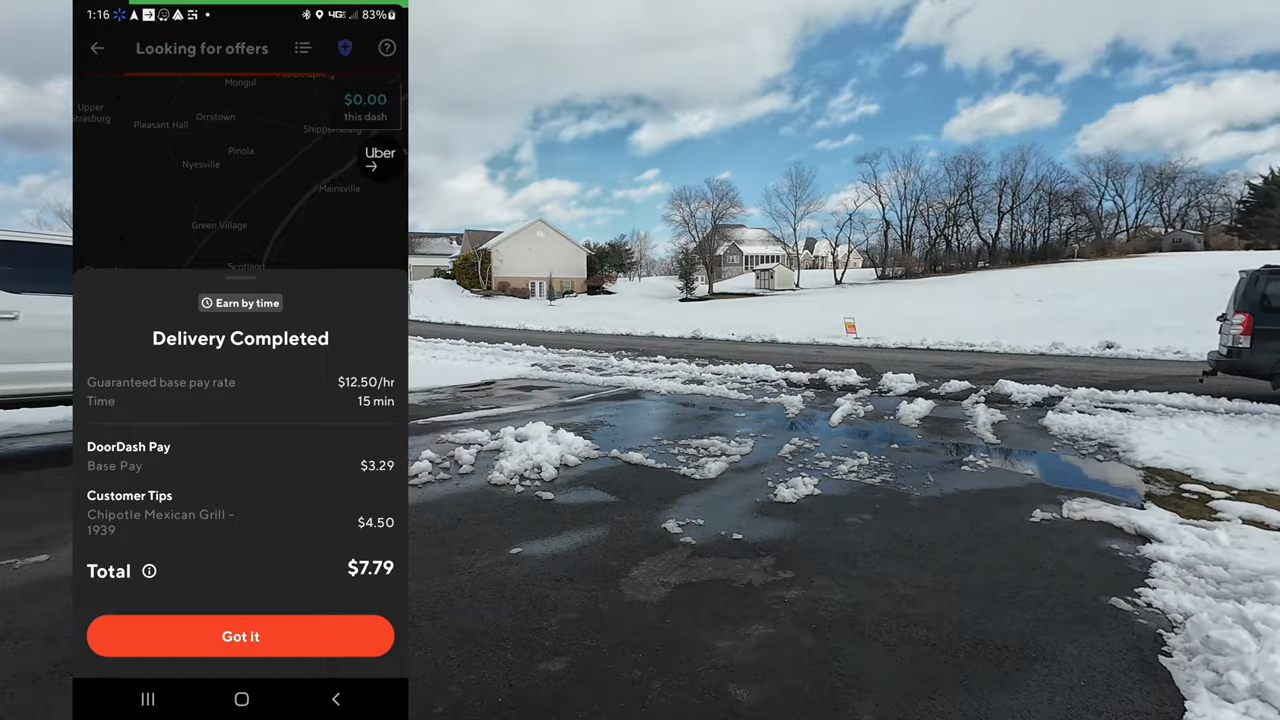 1:16
4G
83%
Looking for offers
Mongul
$0.00
this dash
Upper
Strasburg
Pleasant Hall
Orrstown
Shippensburg
Uber
Pinola
Nyesville
Mainsville
Green Village
Scotland
Earn by time
Delivery Completed
Guaranteed base pay rate $12.50/hr
Time 15 min
DoorDash Pay
Base Pay $3.29
Customer Tips
Chipotle Mexican Grill -
1939 $4.50
Total $7.79
Got it